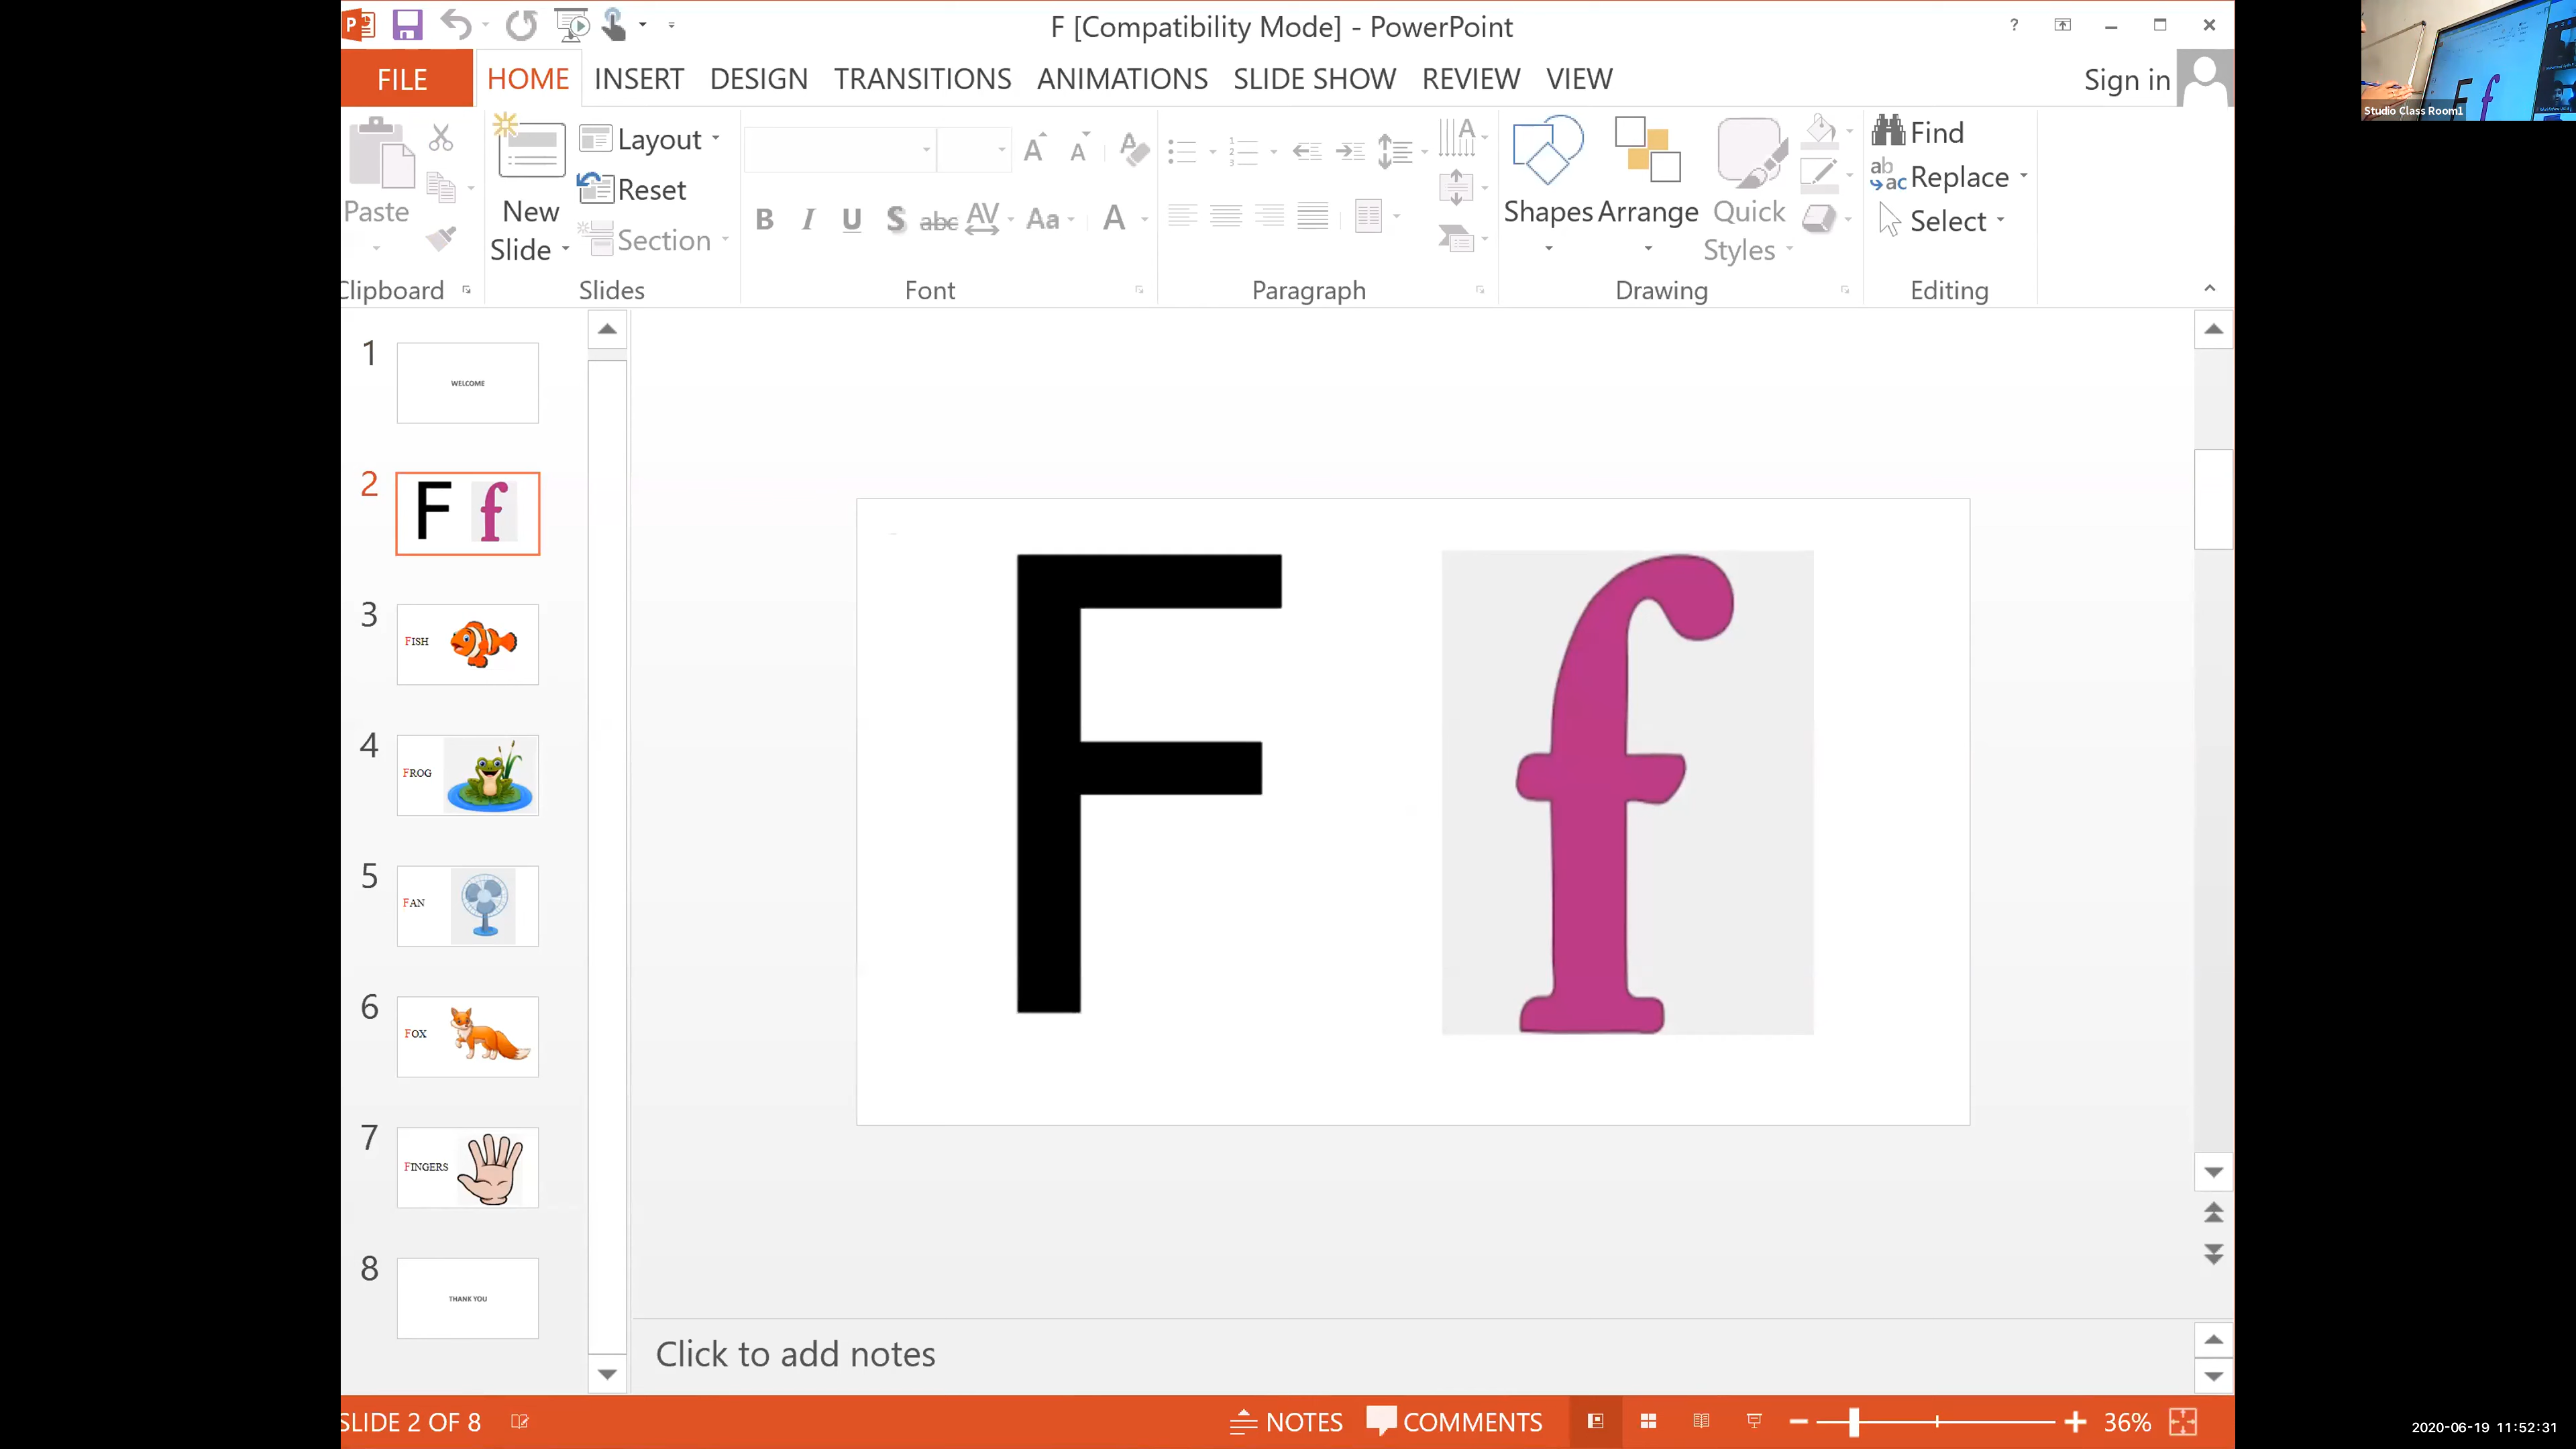 F [Compatibility Mode] - PowerPoint
?
FILE HOME INSERT DESIGN TRANSITIONS ANIMATIONS SLIDE SHOW REVIEW VIEW
Sign in
Paste
Clipboard
New
Slide
Layout
Reset
Section
Slides
B I U S abc AV Aa A
Font
Paragraph
Shapes Arrange Quick
Styles
Drawing
Find
Replace
Select
Editing
1
WELCOME
2
F f
3
FISH
4
FROG
5
FAN
6
FOX
7
FINGERS
8
THANK YOU
F f
Click to add notes
SLIDE 2 OF 8
NOTES COMMENTS
36%
F f
Studio Class Room1
2020-06-19 11:52:31